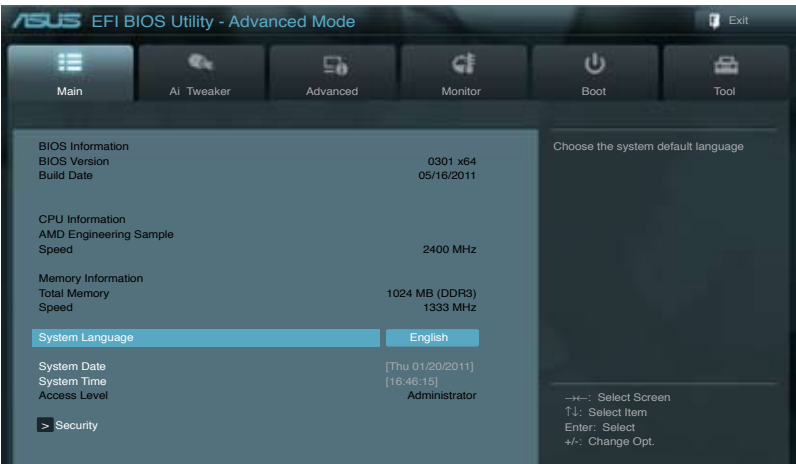 ASUS EFI BIOS Utility - Advanced Mode
Exit
Main Ai Tweaker Advanced Monitor Boot Tool
BIOS Information
BIOS Version 0301 x64
Build Date 05/16/2011
CPU Information
AMD Engineering Sample
Speed 2400 MHz
Memory Information
Total Memory 1024 MB (DDR3)
Speed 1333 MHz
System Language English
System Date [Thu 01/20/2011]
System Time [16:46:15]
Access Level Administrator
> Security
Choose the system default language
→←: Select Screen
↑↓: Select Item
Enter: Select
+/-: Change Opt.